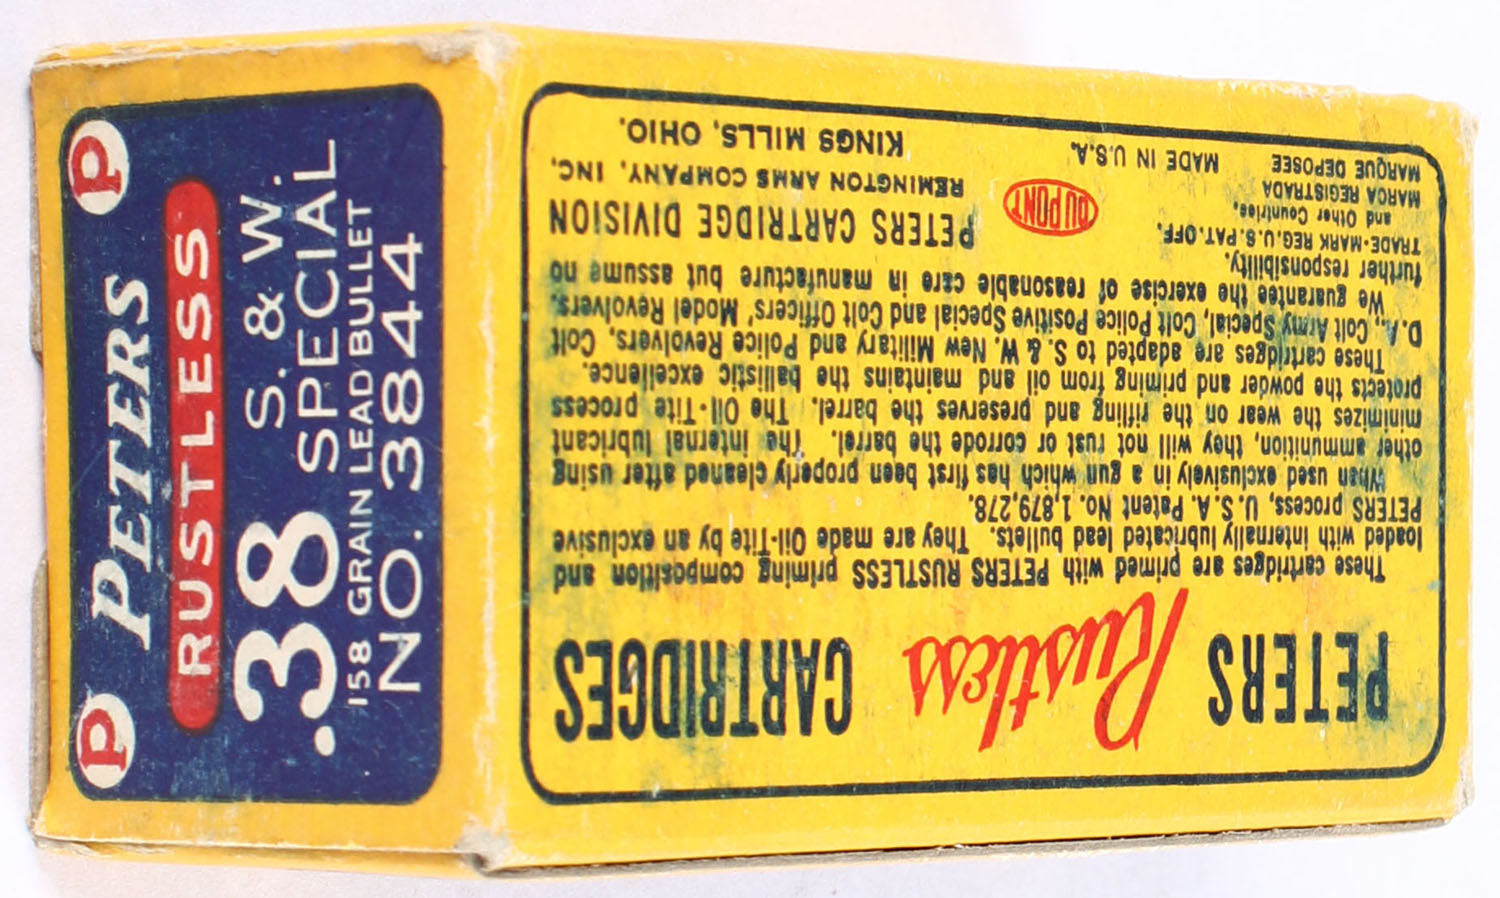 P P
PETERS
RUSTLESS
.38 S. & W.
SPECIAL
158 GRAIN LEAD BULLET
NO. 3844
PETERS Rustless CARTRIDGES
These cartridges are primed with PETERS RUSTLESS priming composition and
loaded with internally lubricated lead bullets. They are made Oil-Tite by an exclusive
PETERS process, U.S.A. Patent No. 1,879,278.
When used exclusively in a gun which has first been properly cleaned after using
other ammunition, they will not rust or corrode the barrel. The internal lubricant
minimizes the wear on the rifling and preserves the barrel. The Oil-Tite process
protects the powder and priming from oil and maintains the ballistic excellence.
These cartridges are adapted to S. & W. New Military and Police Revolvers, Colt
D.A., Colt Army Special, Colt Police Positive Special and Colt Officers' Model Revolvers.
We guarantee the exercise of reasonable care in manufacture but assume no
further responsibility.
TRADE-MARK REG.U.S.PAT.OFF.
and Other Countries.
MARCA REGISTRADA
MARQUE DEPOSEE
MADE IN U.S.A.
DU PONT
PETERS CARTRIDGE DIVISION
REMINGTON ARMS COMPANY, INC.
KINGS MILLS, OHIO.